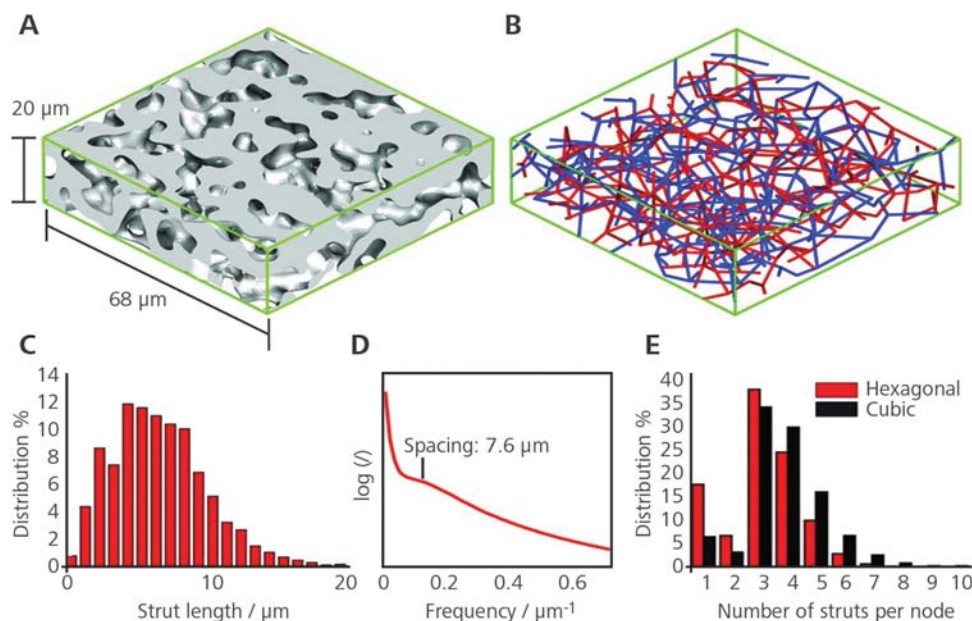 A
B
20 µm
68 µm
C
Distribution %
14
12
10
8
6
4
2
0
0
10
20
Strut length / µm
D
log (/)
Spacing: 7.6 µm
0
0.2
0.4
0.6
Frequency / µm⁻¹
E
Distribution %
40
35
30
25
20
15
10
5
0
Hexagonal
Cubic
1 2 3 4 5 6 7 8 9 10
Number of struts per node